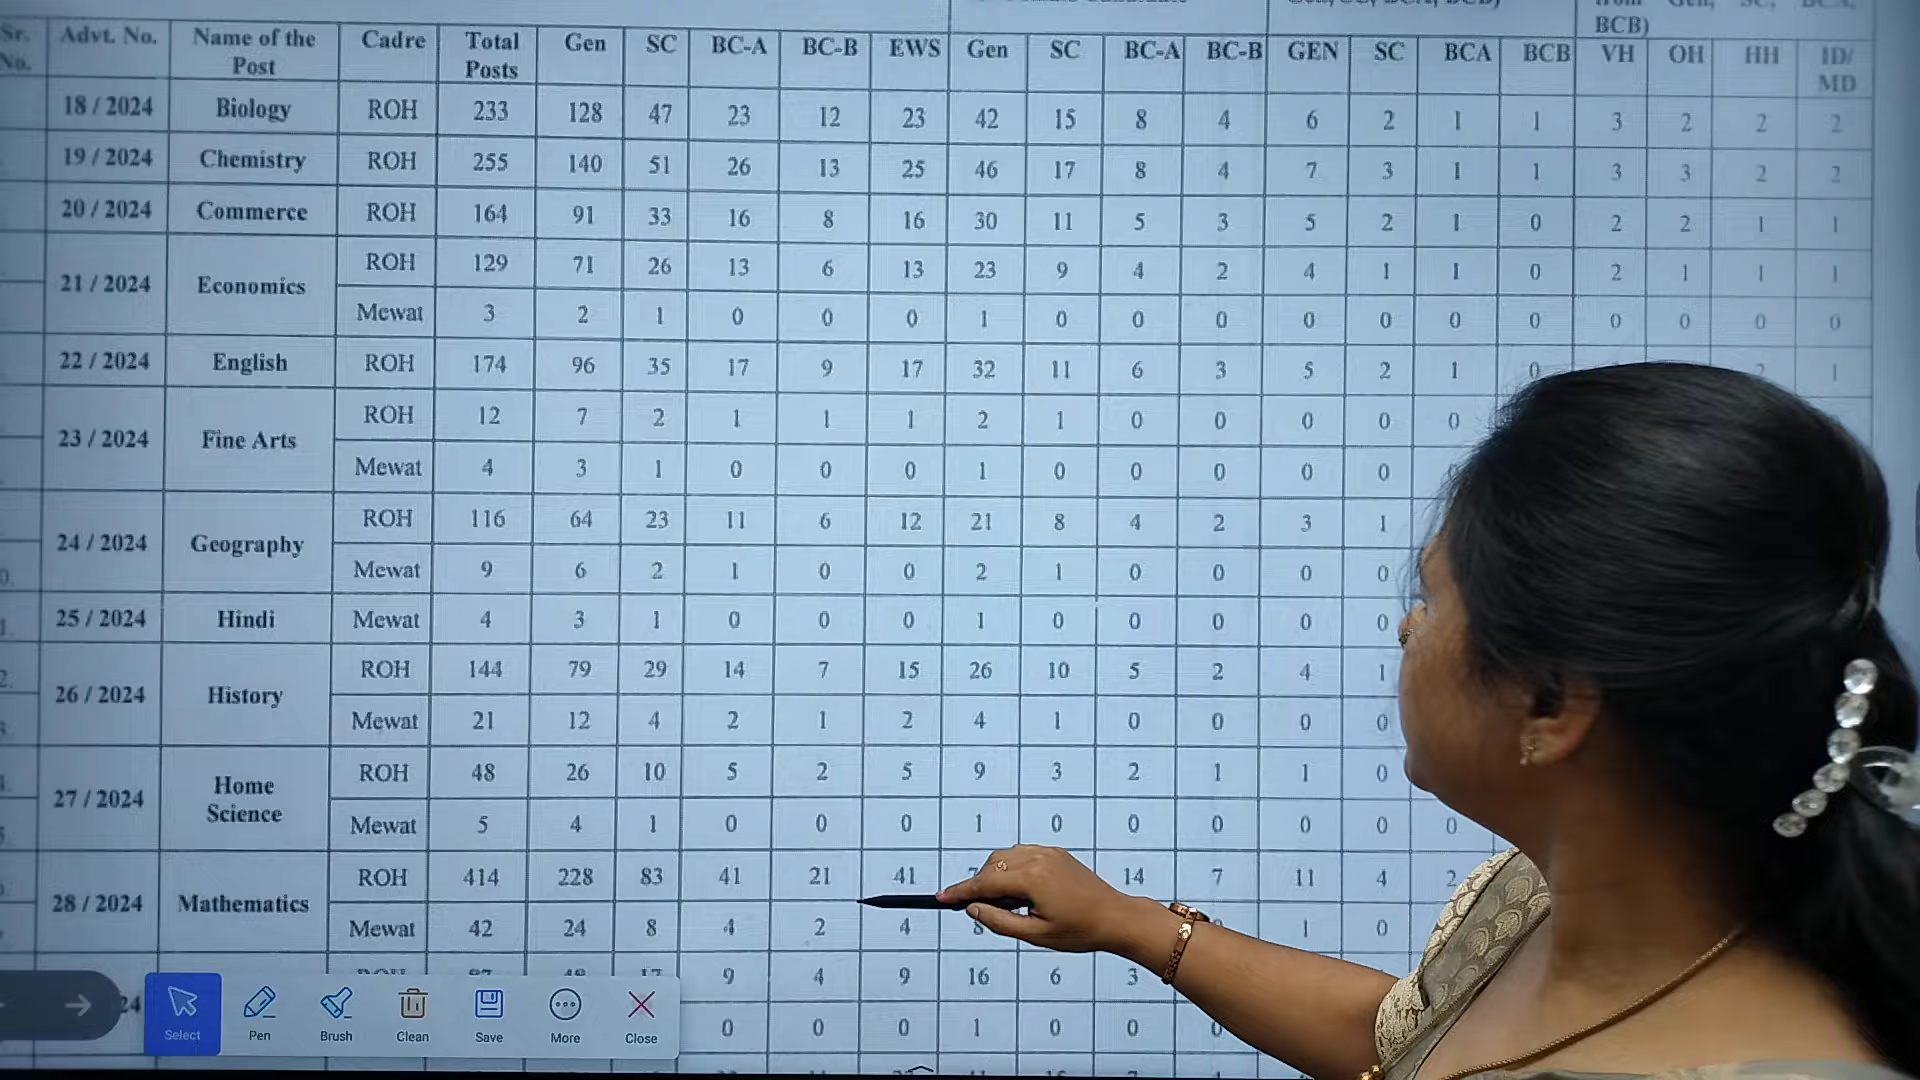 BCB)
Sr. No. Advt. No. Name of the Post Cadre Total Posts Gen SC BC-A BC-B EWS Gen SC BC-A BC-B GEN SC BCA BCB VH OH HH ID/MD
18 / 2024 Biology ROH 233 128 47 23 12 23 42 15 8 4 6 2 1 1 3 2 2 2
19 / 2024 Chemistry ROH 255 140 51 26 13 25 46 17 8 4 7 3 1 1 3 3 2 2
20 / 2024 Commerce ROH 164 91 33 16 8 16 30 11 5 3 5 2 1 0 2 2 1 1
21 / 2024 Economics ROH 129 71 26 13 6 13 23 9 4 2 4 1 1 0 2 1 1 1
Mewat 3 2 1 0 0 0 1 0 0 0 0 0 0 0 0 0 0 0
22 / 2024 English ROH 174 96 35 17 9 17 32 11 6 3 5 2 1 0 2 1
23 / 2024 Fine Arts ROH 12 7 2 1 1 1 2 1 0 0 0 0 0
Mewat 4 3 1 0 0 0 1 0 0 0 0 0
24 / 2024 Geography ROH 116 64 23 11 6 12 21 8 4 2 3 1
Mewat 9 6 2 1 0 0 2 1 0 0 0 0
25 / 2024 Hindi Mewat 4 3 1 0 0 0 1 0 0 0 0 0
26 / 2024 History ROH 144 79 29 14 7 15 26 10 5 2 4 1
Mewat 21 12 4 2 1 2 4 1 0 0 0 0
27 / 2024 Home Science ROH 48 26 10 5 2 5 9 3 2 1 1 0
Mewat 5 4 1 0 0 0 1 0 0 0 0 0 0
28 / 2024 Mathematics ROH 414 228 83 41 21 41 14 7 11 4 2
Mewat 42 24 8 4 2 4 8 1 0
9 4 9 16 6 3
0 0 0 1 0 0 0
Select Pen Brush Clean Save More Close